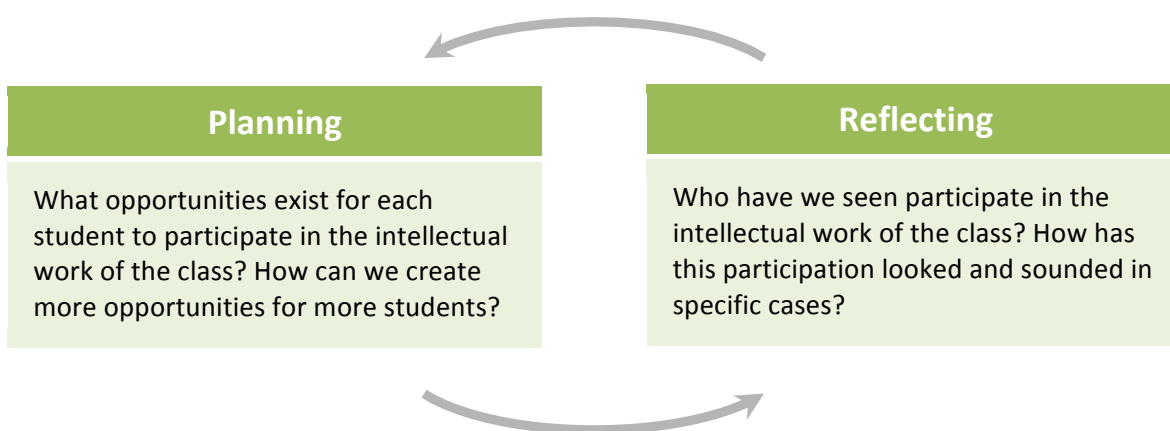 Planning
What opportunities exist for each
student to participate in the intellectual
work of the class? How can we create
more opportunities for more students?
Reflecting
Who have we seen participate in the
intellectual work of the class? How has
this participation looked and sounded in
specific cases?